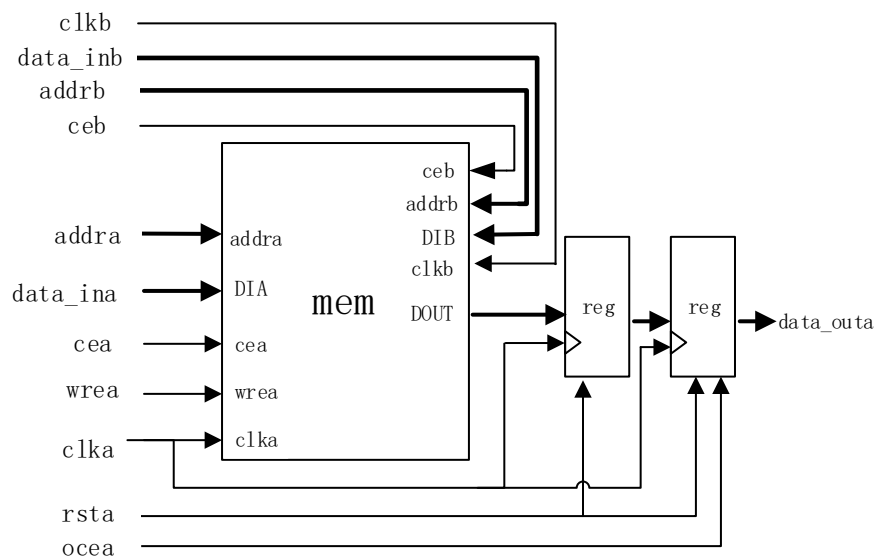 clkb
data_inb
addrb
ceb
addra
data_ina
cea
wrea
clka
rsta
ocea
ceb
addrb
DIB
clkb
DOUT
addra
DIA
cea
wrea
clka
mem
reg
reg
data_outa